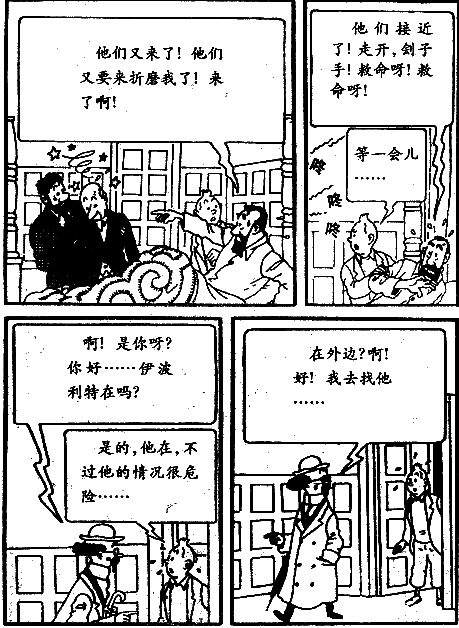 他们又来了！他们
又要来折磨我了！来
了啊！
他们接近
了！走开，刽子
手！救命呀！救
命呀！
等一会儿
……
咚
咚
咚
啊！是你呀？
你好……伊波
利特在吗？
是的，他在，不
过他的情况很危
险……
在外边？啊！
好！我去找他
……